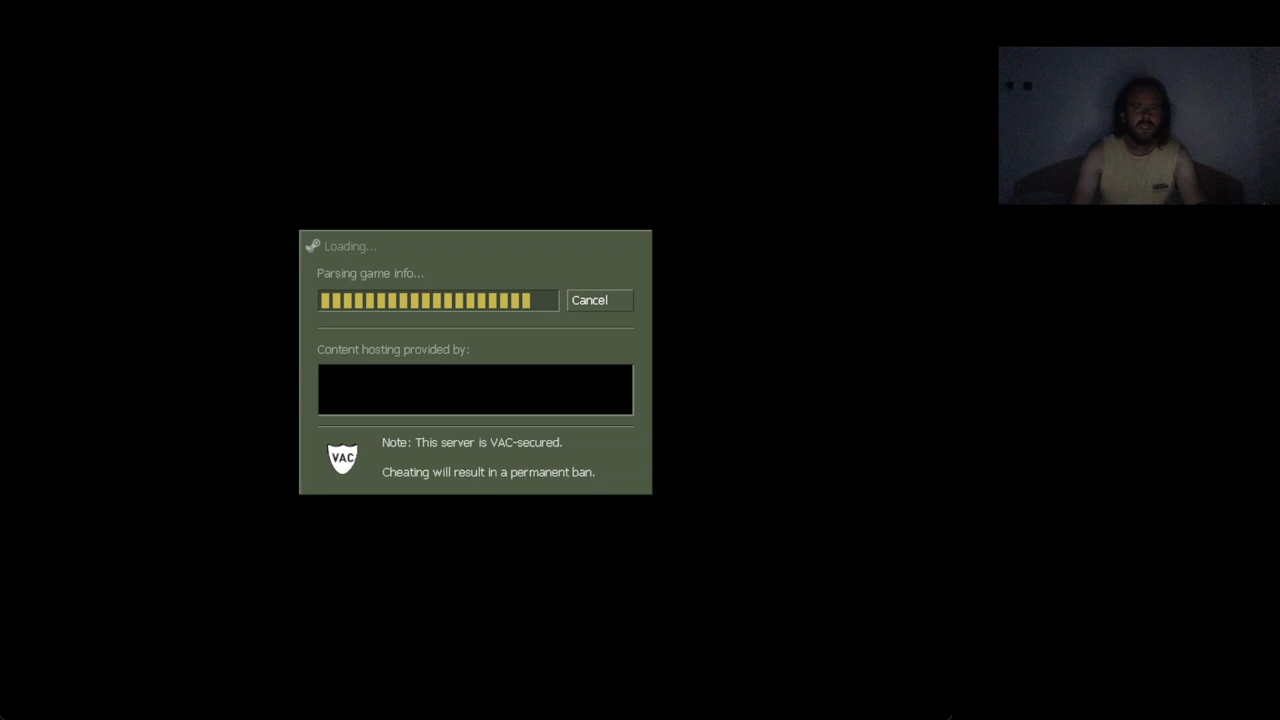 Loading...
Parsing game info...
Cancel
Content hosting provided by:
Note: This server is VAC-secured.
VAC
Cheating will result in a permanent ban.